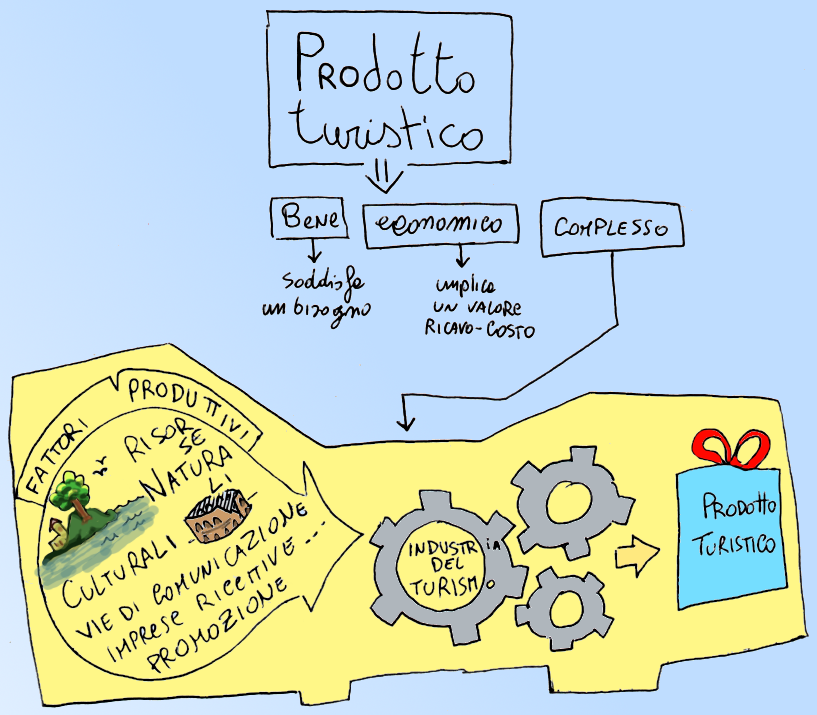 PRODOTTO
turistico
BENE
economico
COMPLESSO
soddisfa
un bisogno
implica
UN VALORE
RICAVO-COSTO
FATTORI PRODUTTIVI
RISORSE
NATURALI
CULTURALI
VIE DI COMUNICAZIONE
IMPRESE RICETTIVE...
PROMOZIONE
INDUSTRIA
DEL
TURISMO
PRODOTTO
TURISTICO